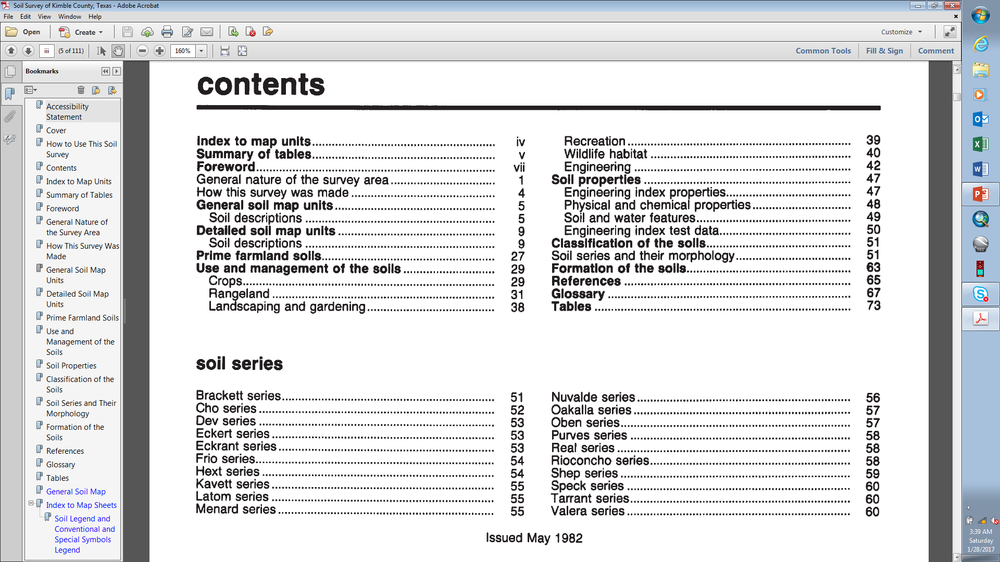 Soil Survey of Kimble County, Texas - Adobe Acrobat
File Edit View Window Help
Open Create Customize
iii (5 of 111) 160% Common Tools Fill & Sign Comment
Bookmarks
Accessibility
Statement
Cover
How to Use This Soil
Survey
Contents
Index to Map Units
Summary of Tables
Foreword
General Nature of
the Survey Area
How This Survey Was
Made
General Soil Map
Units
Detailed Soil Map
Units
Prime Farmland Soils
Use and
Management of the
Soils
Soil Properties
Classification of the
Soils
Soil Series and Their
Morphology
Formation of the
Soils
References
Glossary
Tables
General Soil Map
Index to Map Sheets
Soil Legend and
Conventional and
Special Symbols
Legend
contents
Index to map units iv
Summary of tables v
Foreword vii
General nature of the survey area 1
How this survey was made 4
General soil map units 5
Soil descriptions 5
Detailed soil map units 9
Soil descriptions 9
Prime farmland soils 27
Use and management of the soils 29
Crops 29
Rangeland 31
Landscaping and gardening 38
Recreation 39
Wildlife habitat 40
Engineering 42
Soil properties 47
Engineering index properties 47
Physical and chemical properties 48
Soil and water features 49
Engineering index test data 50
Classification of the soils 51
Soil series and their morphology 51
Formation of the soils 63
References 65
Glossary 67
Tables 73
soil series
Brackett series 51
Cho series 52
Dev series 53
Eckert series 53
Eckrant series 53
Frio series 54
Hext series 54
Kavett series 55
Latom series 55
Menard series 55
Nuvalde series 56
Oakalla series 57
Oben series 57
Purves series 58
Real series 58
Rioconcho series 58
Shep series 59
Speck series 60
Tarrant series 60
Valera series 60
Issued May 1982
PRO
3:39 AM
Saturday
1/28/2017